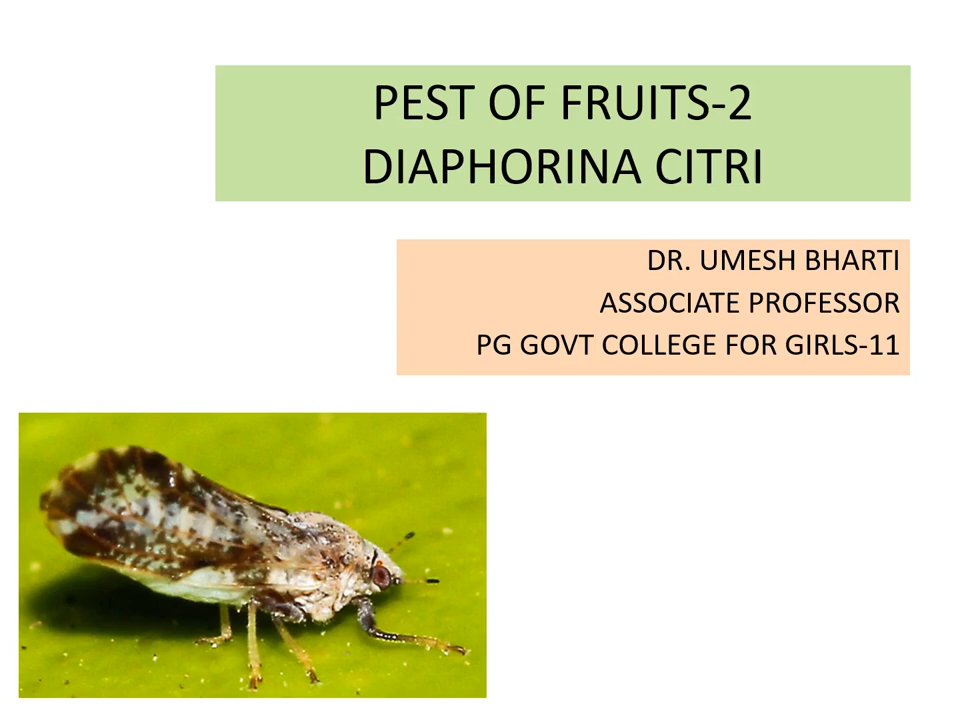 PEST OF FRUITS-2
DIAPHORINA CITRI
DR. UMESH BHARTI
ASSOCIATE PROFESSOR
PG GOVT COLLEGE FOR GIRLS-11